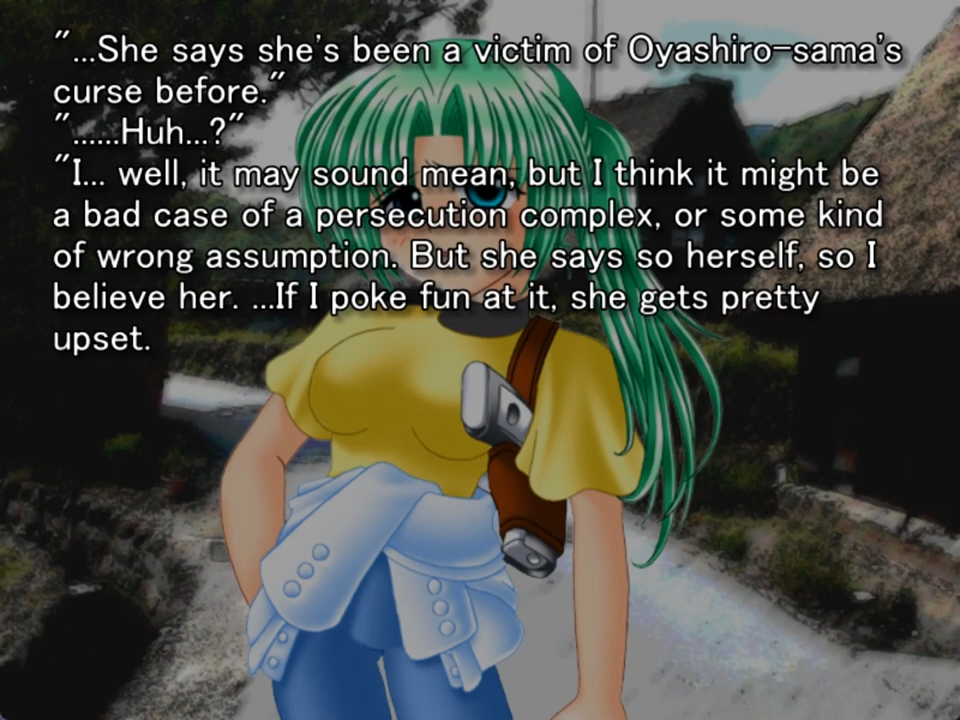 "...She says she's been a victim of Oyashiro-sama's
curse before."
"......Huh...?"
"I... well, it may sound mean, but I think it might be
a bad case of a persecution complex, or some kind
of wrong assumption. But she says so herself, so I
believe her. ...If I poke fun at it, she gets pretty
upset.